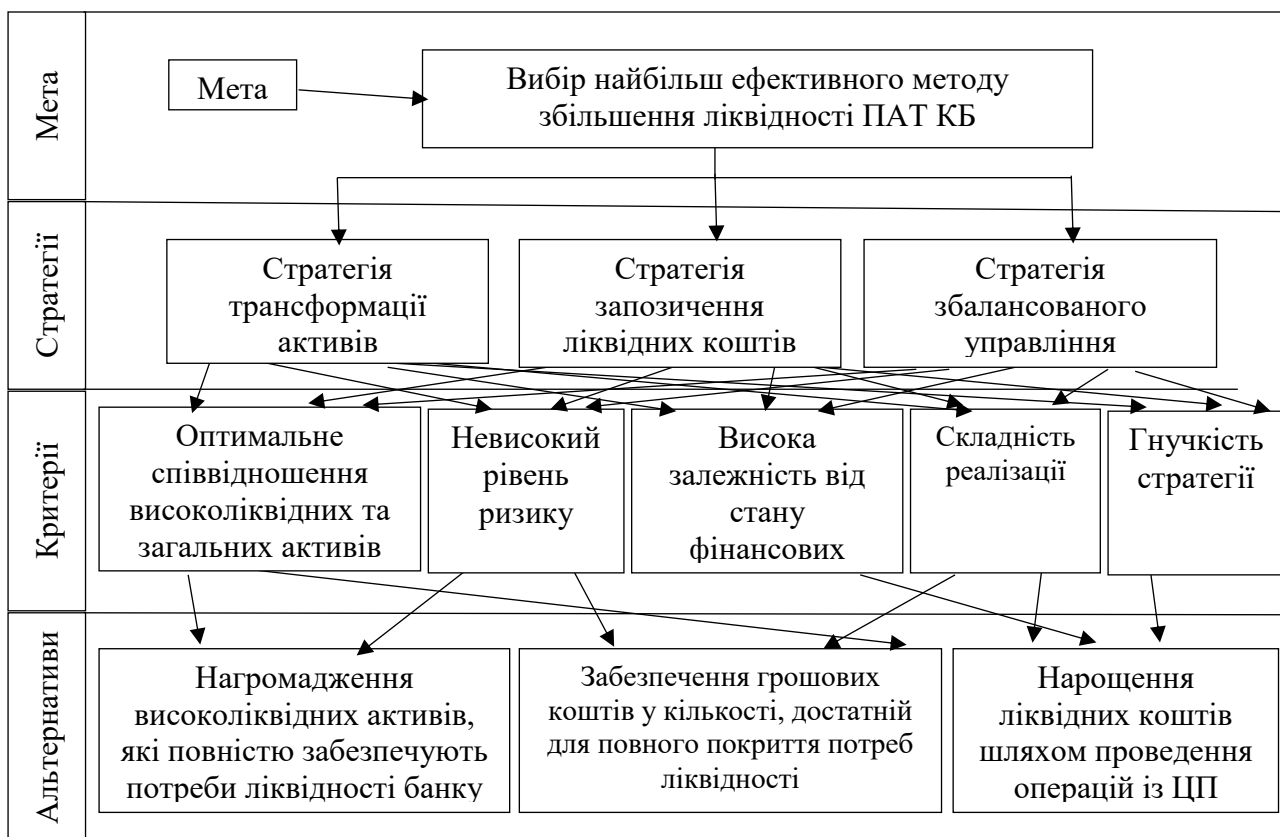 Мета
Мета
Вибір найбільш ефективного методу
збільшення ліквідності ПАТ КБ
Стратегії
Стратегія
трансформації
активів
Стратегія
запозичення
ліквідних коштів
Стратегія
збалансованого
управління
Критерії
Оптимальне
співвідношення
високоліквідних та
загальних активів
Невисокий
рівень
ризику
Висока
залежність від
стану
фінансових
Складність
реалізації
Гнучкість
стратегії
Альтернативи
Нагромадження
високоліквідних активів,
які повністю забезпечують
потреби ліквідності банку
Забезпечення грошових
коштів у кількості, достатній
для повного покриття потреб
ліквідності
Нарощення
ліквідних коштів
шляхом проведення
операцій із ЦП